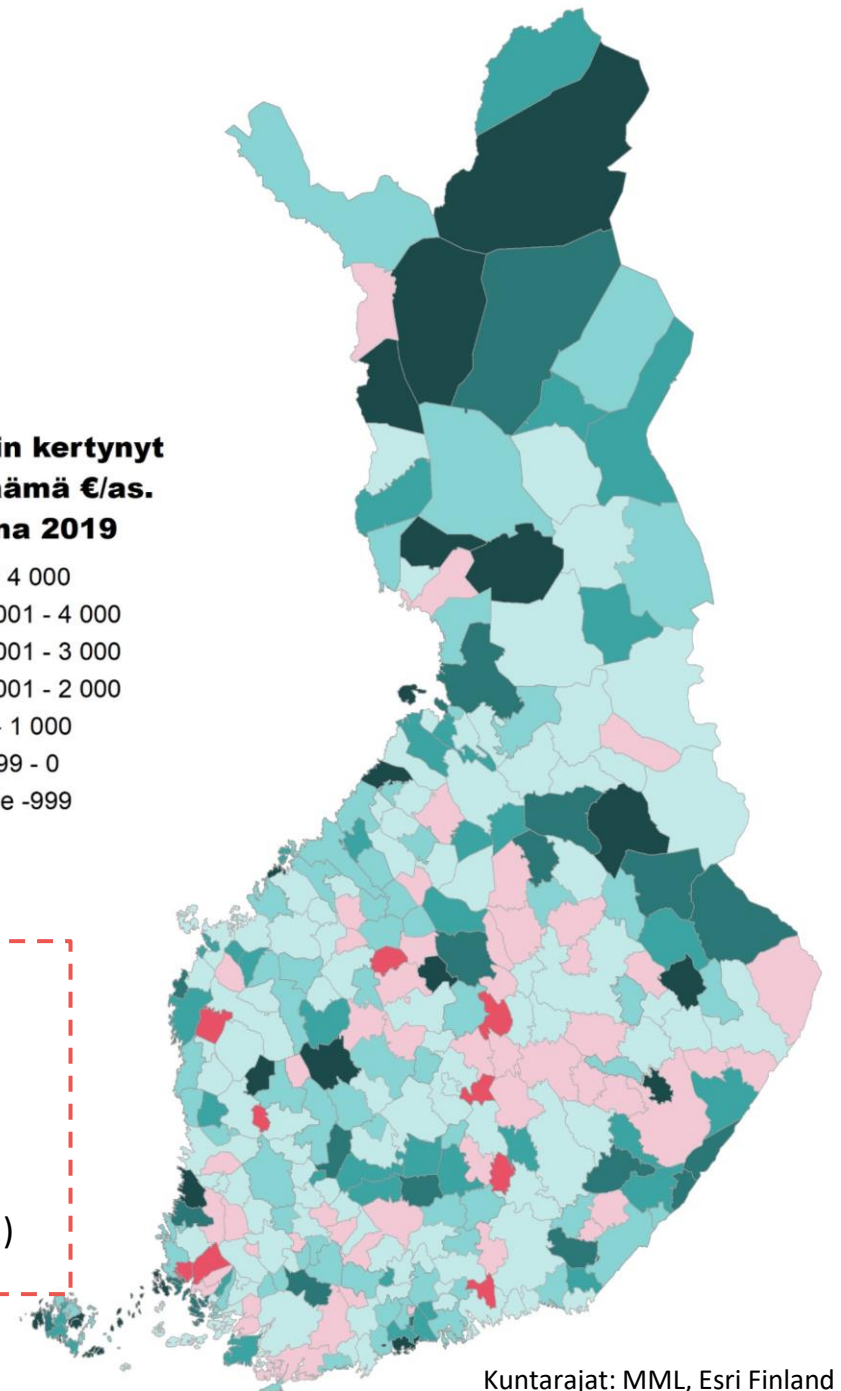 in kertynyt
äämä €/as.
na 2019
4 000
001 - 4 000
001 - 3 000
001 - 2 000
- 1 000
99 - 0
e -999
)
Kuntarajat: MML, Esri Finland